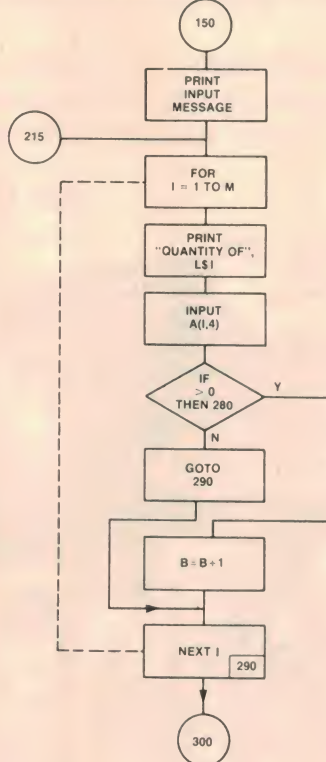 150
PRINT
INPUT
MESSAGE
215
FOR
I = 1 TO M
PRINT
"QUANTITY OF",
L$ I
INPUT
A(I,4)
IF
> 0
THEN 280
Y
N
GOTO
290
B = B + 1
NEXT I
290
300